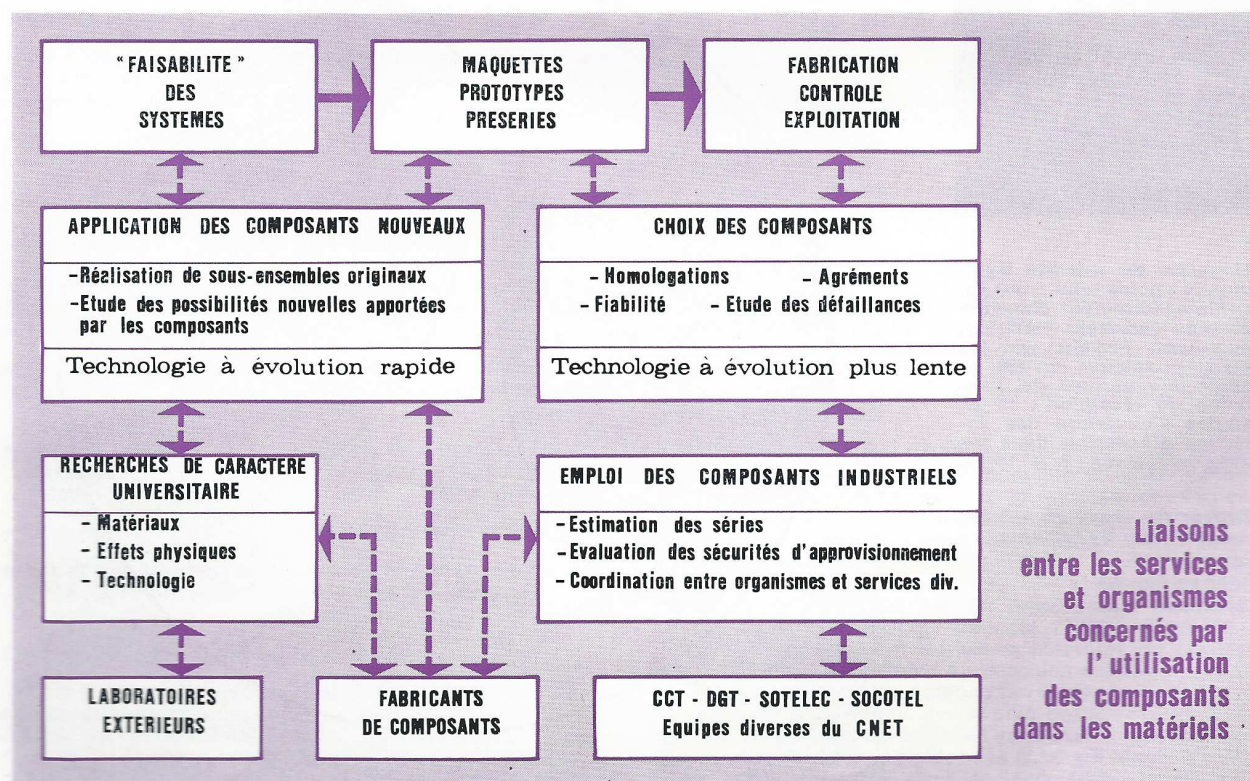 “FAISABILITE”
DES
SYSTEMES
MAQUETTES
PROTOTYPES
PRESERIES
FABRICATION
CONTROLE
EXPLOITATION
APPLICATION DES COMPOSANTS NOUVEAUX
-Réalisation de sous-ensembles originaux
-Etude des possibilités nouvelles apportées
par les composants
Technologie à évolution rapide
CHOIX DES COMPOSANTS
- Homologations - Agréments
- Fiabilité - Etude des défaillances
Technologie à évolution plus lente
RECHERCHES DE CARACTERE
UNIVERSITAIRE
- Matériaux
- Effets physiques
- Technologie
EMPLOI DES COMPOSANTS INDUSTRIELS
- Estimation des séries
- Evaluation des sécurités d'approvisionnement
- Coordination entre organismes et services div.
LABORATOIRES
EXTERIEURS
FABRICANTS
DE COMPOSANTS
CCT - DGT - SOTELEC - SOCOTEL
Equipes diverses du CNET
Liaisons
entre les services
et organismes
concernés par
l'utilisation
des composants
dans les matériels